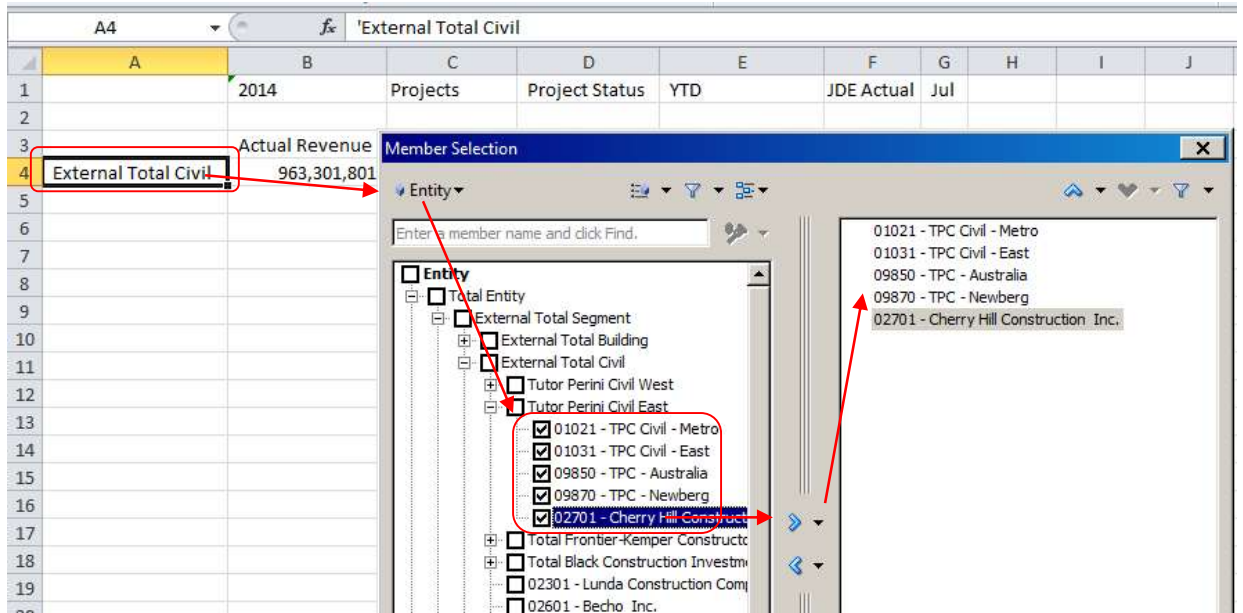 A4 fx 'External Total Civil
A B C D E F G H I J
1 2014 Projects Project Status YTD JDE Actual Jul
2
3 Actual Revenue
4 External Total Civil 963,301,801
5
6
7
8
9
10
11
12
13
14
15
16
17
18
19
Member Selection
Entity
Enter a member name and click Find.
Entity
Total Entity
External Total Segment
External Total Building
External Total Civil
Tutor Perini Civil West
Tutor Perini Civil East
01021 - TPC Civil - Metro
01031 - TPC Civil - East
09850 - TPC - Australia
09870 - TPC - Newberg
02701 - Cherry Hill Construct
Total Frontier-Kemper Constructo
Total Black Construction Investm
02301 - Lunda Construction Com
02601 - Becho Inc.
01021 - TPC Civil - Metro
01031 - TPC Civil - East
09850 - TPC - Australia
09870 - TPC - Newberg
02701 - Cherry Hill Construction Inc.